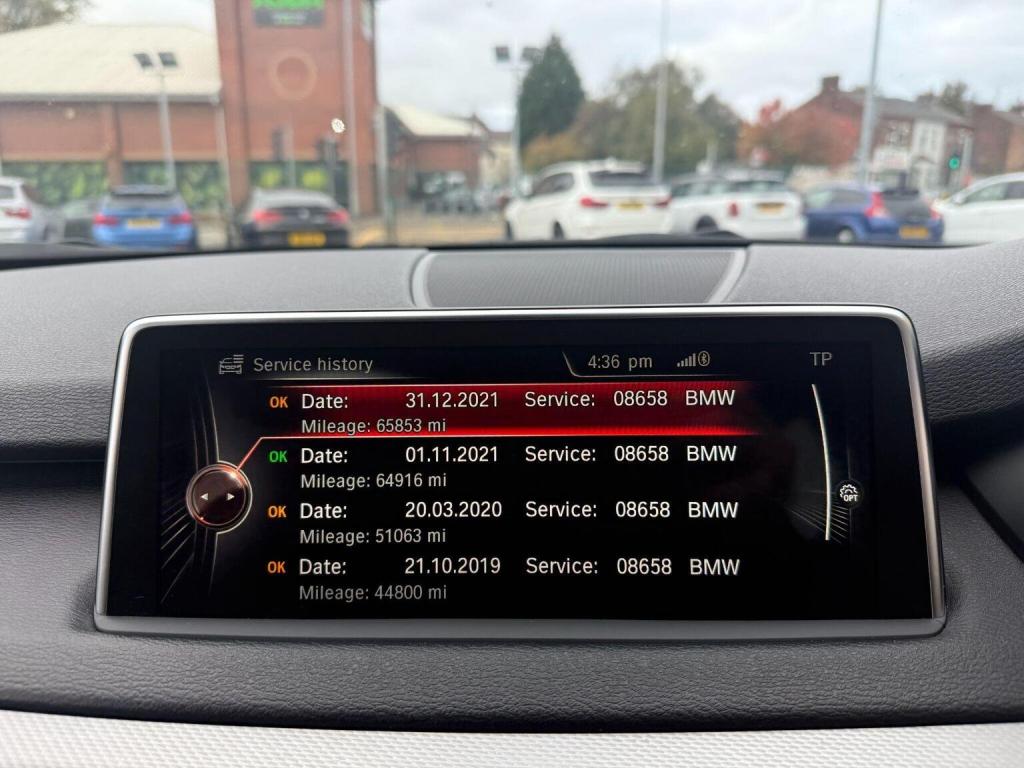 Service history 4:36 pm TP
OK Date: 31.12.2021 Service: 08658 BMW
Mileage: 65853 mi
OK Date: 01.11.2021 Service: 08658 BMW
Mileage: 64916 mi
OPT
OK Date: 20.03.2020 Service: 08658 BMW
Mileage: 51063 mi
OK Date: 21.10.2019 Service: 08658 BMW
Mileage: 44800 mi